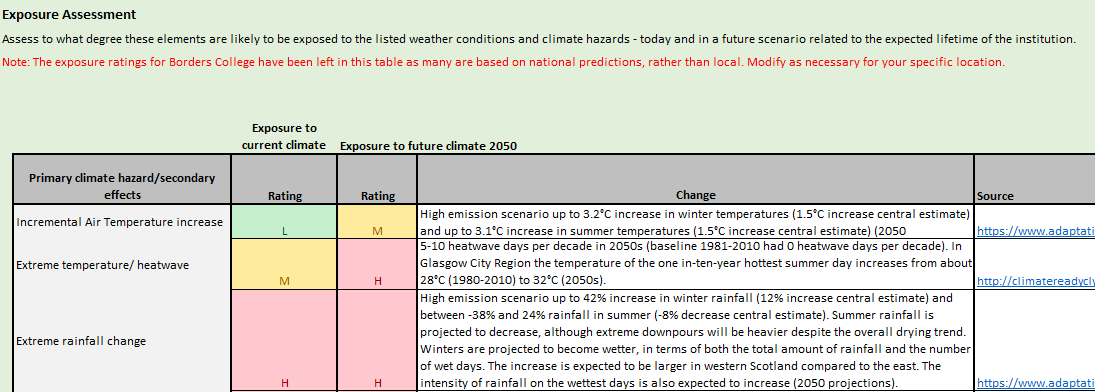 Exposure Assessment
Assess to what degree these elements are likely to be exposed to the listed weather conditions and climate hazards - today and in a future scenario related to the expected lifetime of the institution.
Note: The exposure ratings for Borders College have been left in this table as many are based on national predictions, rather than local. Modify as necessary for your specific location.
Exposure to
current climate
Exposure to future climate 2050
Primary climate hazard/secondary
effects
Rating
Rating
Change
Source
Incremental Air Temperature increase
L
M
High emission scenario up to 3.2°C increase in winter temperatures (1.5°C increase central estimate)
and up to 3.1°C increase in summer temperatures (1.5°C increase central estimate) (2050
https://www.adaptati
Extreme temperature/ heatwave
M
H
5-10 heatwave days per decade in 2050s (baseline 1981-2010 had 0 heatwave days per decade). In
Glasgow City Region the temperature of the one in-ten-year hottest summer day increases from about
28°C (1980-2010) to 32°C (2050s).
http://climatereadycly
Extreme rainfall change
H
H
High emission scenario up to 42% increase in winter rainfall (12% increase central estimate) and
between -38% and 24% rainfall in summer (-8% decrease central estimate). Summer rainfall is
projected to decrease, although extreme downpours will be heavier despite the overall drying trend.
Winters are projected to become wetter, in terms of both the total amount of rainfall and the number
of wet days. The increase is expected to be larger in western Scotland compared to the east. The
intensity of rainfall on the wettest days is also expected to increase (2050 projections).
https://www.adaptati